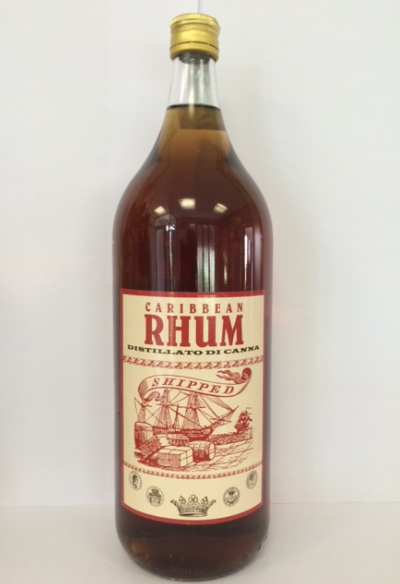 CARIBBEAN
RHUM
DISTILLATO DI CANNA
SHIPPED